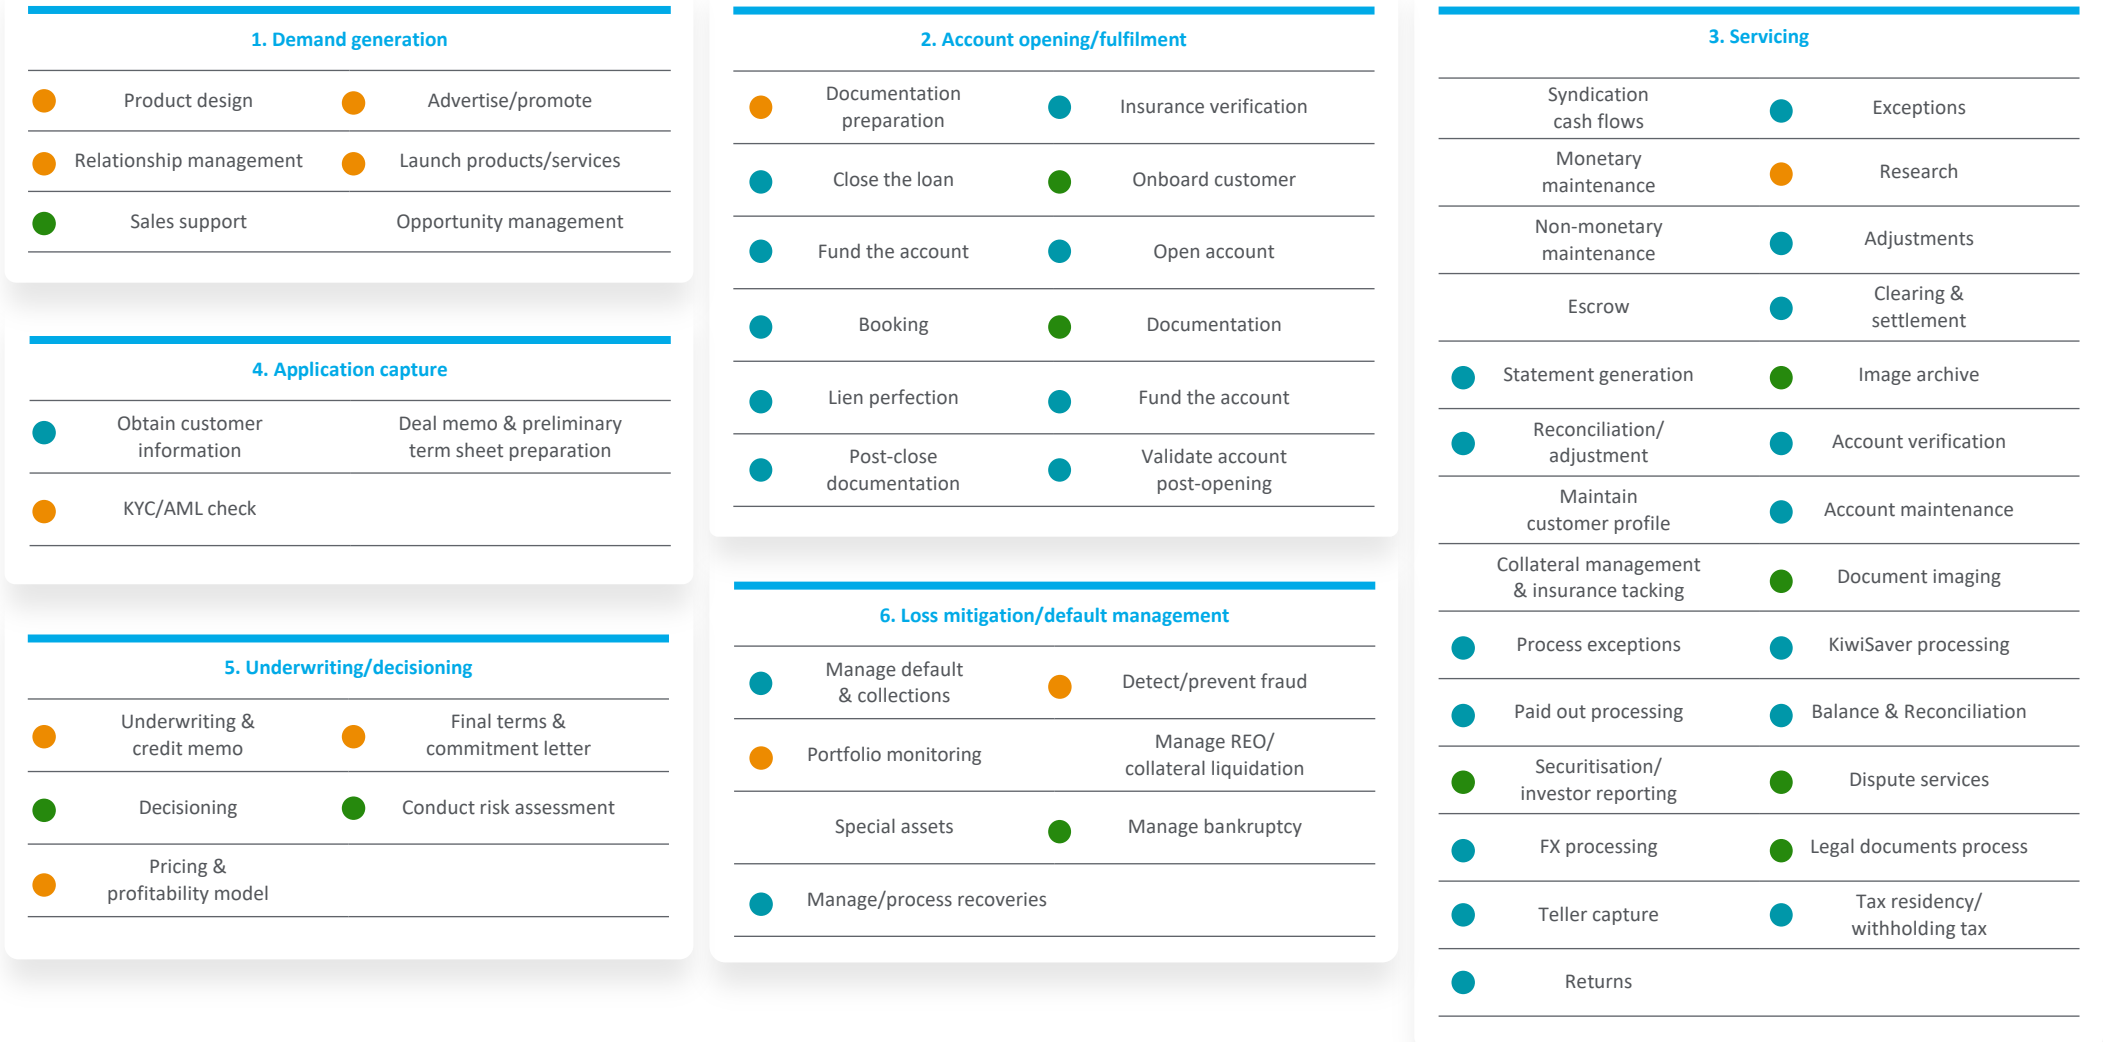 1. Demand generation
Product design
Advertise/promote
Relationship management
Launch products/services
Sales support
Opportunity management
2. Account opening/fulfilment
Documentation
preparation
Insurance verification
Close the loan
Onboard customer
Fund the account
Open account
Booking
Documentation
Lien perfection
Fund the account
Post-close
documentation
Validate account
post-opening
3. Servicing
Syndication
cash flows
Exceptions
Monetary
maintenance
Research
Non-monetary
maintenance
Adjustments
Escrow
Clearing &
settlement
Statement generation
Image archive
Reconciliation/
adjustment
Account verification
Maintain
customer profile
Account maintenance
Collateral management
& insurance tacking
Document imaging
Process exceptions
KiwiSaver processing
Paid out processing
Balance & Reconciliation
Securitisation/
investor reporting
Dispute services
FX processing
Legal documents process
Teller capture
Tax residency/
withholding tax
Returns
4. Application capture
Obtain customer
information
Deal memo & preliminary
term sheet preparation
KYC/AML check
5. Underwriting/decisioning
Underwriting &
credit memo
Final terms &
commitment letter
Decisioning
Conduct risk assessment
Pricing &
profitability model
6. Loss mitigation/default management
Manage default
& collections
Detect/prevent fraud
Portfolio monitoring
Manage REO/
collateral liquidation
Special assets
Manage bankruptcy
Manage/process recoveries